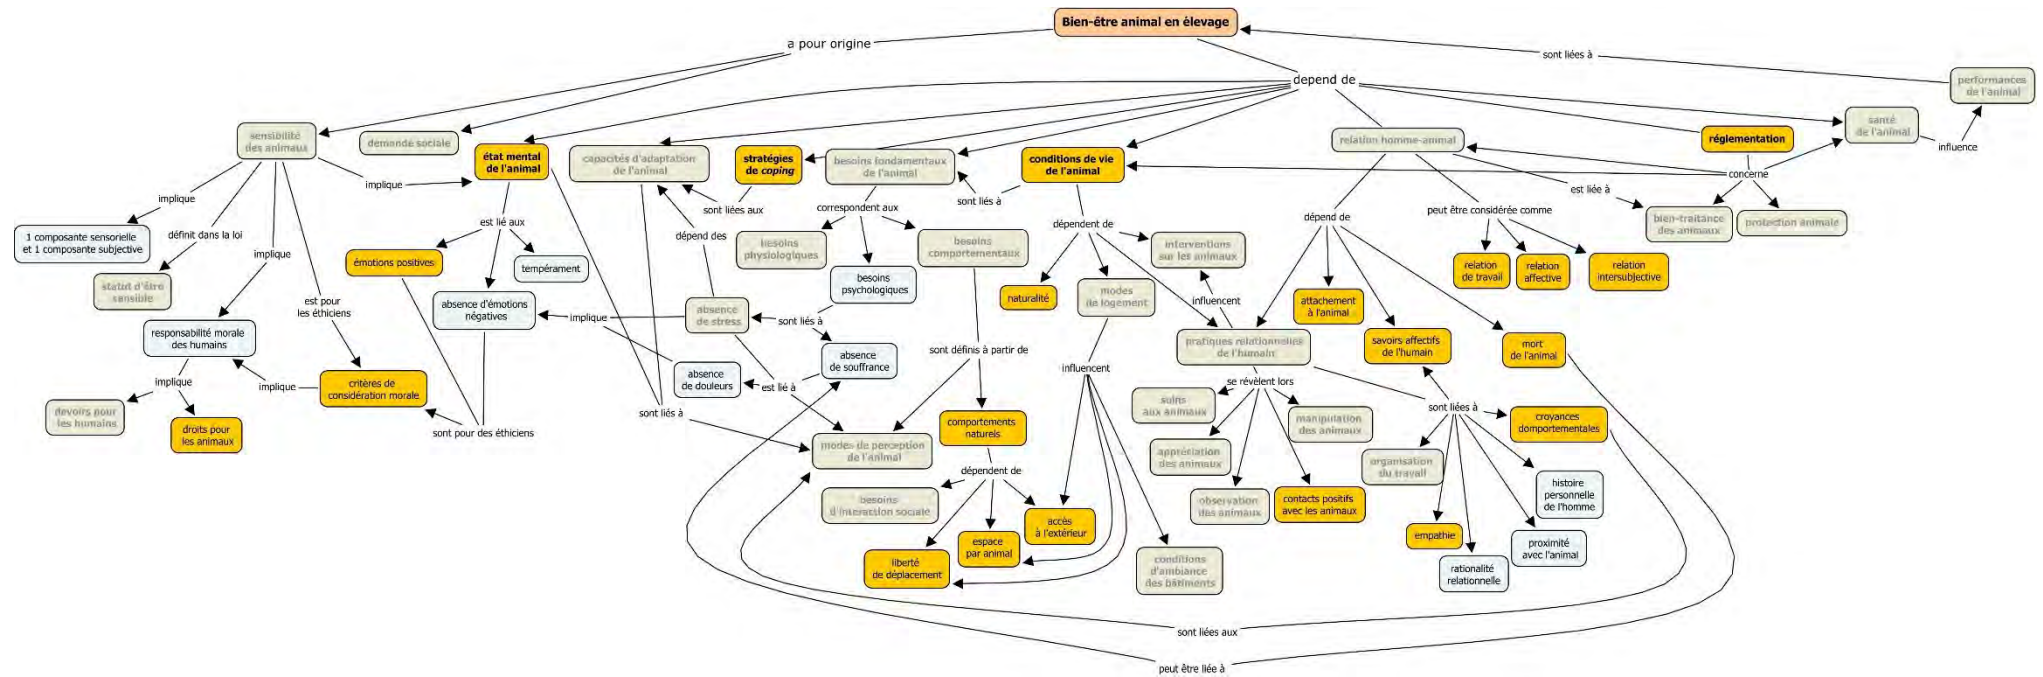 Bien-être animal en élevage
a pour origine
sont liées à
depend de
performances
de l'animal
sensibilité
des animaux
demande sociale
état mental
de l'animal
capacités d'adaptation
de l'animal
stratégies
de coping
besoins fondamentaux
de l'animal
conditions de vie
de l'animal
relation homme-animal
réglementation
santé
de l'animal
influence
implique
implique
sont liées aux
sont liés à
concerne
est liée à
1 composante sensorielle
et 1 composante subjective
définit dans la loi
implique
est lié aux
dépend des
correspondent aux
dépendent de
dépend de
peut être considérée comme
bien-traitance
des animaux
protection animale
statut d'être
sensible
est pour
les éthiciens
émotions positives
tempérament
besoins
physiologiques
besoins
comportementaux
besoins
psychologiques
interventions
sur les animaux
relation
de travail
relation
affective
relation
intersubjective
responsabilité morale
des humains
absence d'émotions
négatives
implique
absence
de stress
sont liés à
naturalité
modes
de logement
influencent
attachement
à l'animal
pratiques relationnelles
de l'humain
savoirs affectifs
de l'humain
mort
de l'animal
implique
implique
critères de
considération morale
absence
de douleurs
est lié à
absence
de souffrance
sont définis à partir de
influencent
se révèlent lors
devoirs pour
les humains
droits pour
les animaux
sont pour des éthiciens
sont liés à
modes de perception
de l'animal
comportements
naturels
soins
aux animaux
manipulation
des animaux
sont liées à
croyances
domportementales
dépendent de
appréciation
des animaux
organisation
du travail
histoire
personnelle
de l'homme
besoins
d'interaction sociale
accès
à l'extérieur
observation
des animaux
contacts positifs
avec les animaux
espace
par animal
empathie
proximité
avec l'animal
liberté
de déplacement
conditions
d'ambiance
des bâtiments
rationalité
relationnelle
sont liées aux
peut être liée à